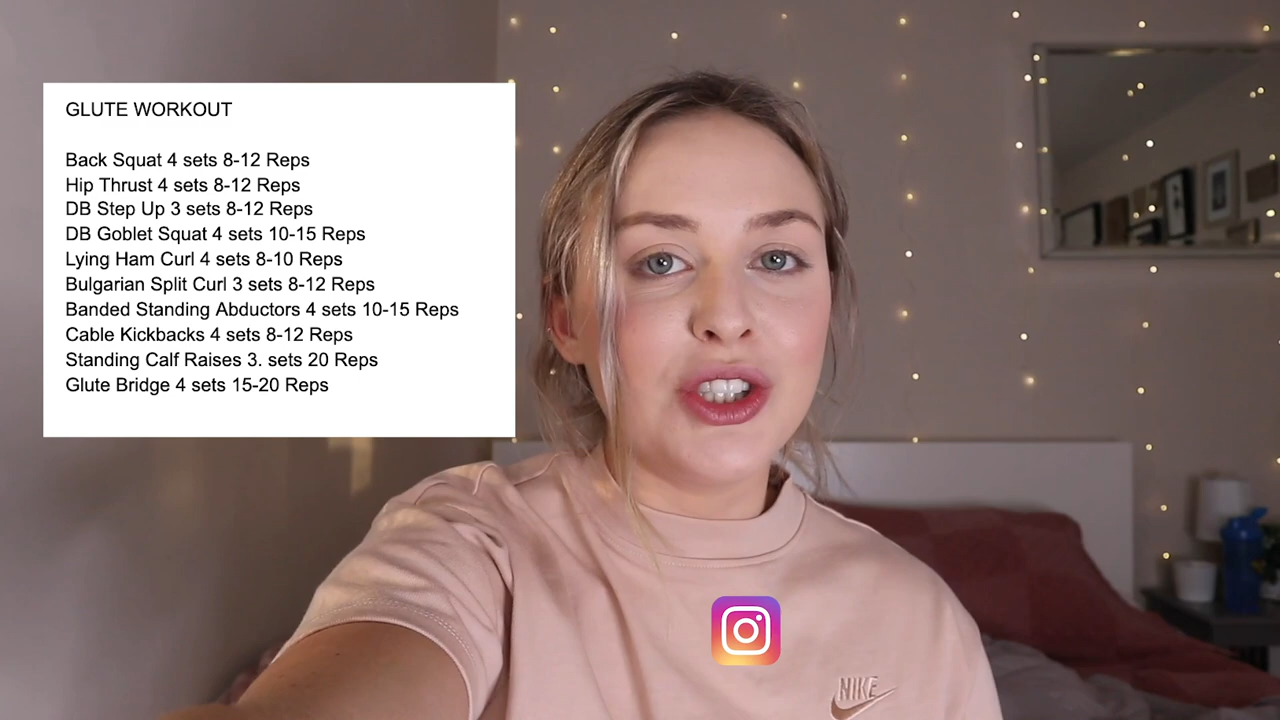 GLUTE WORKOUT
Back Squat 4 sets 8-12 Reps
Hip Thrust 4 sets 8-12 Reps
DB Step Up 3 sets 8-12 Reps
DB Goblet Squat 4 sets 10-15 Reps
Lying Ham Curl 4 sets 8-10 Reps
Bulgarian Split Curl 3 sets 8-12 Reps
Banded Standing Abductors 4 sets 10-15 Reps
Cable Kickbacks 4 sets 8-12 Reps
Standing Calf Raises 3. sets 20 Reps
Glute Bridge 4 sets 15-20 Reps
NIKE